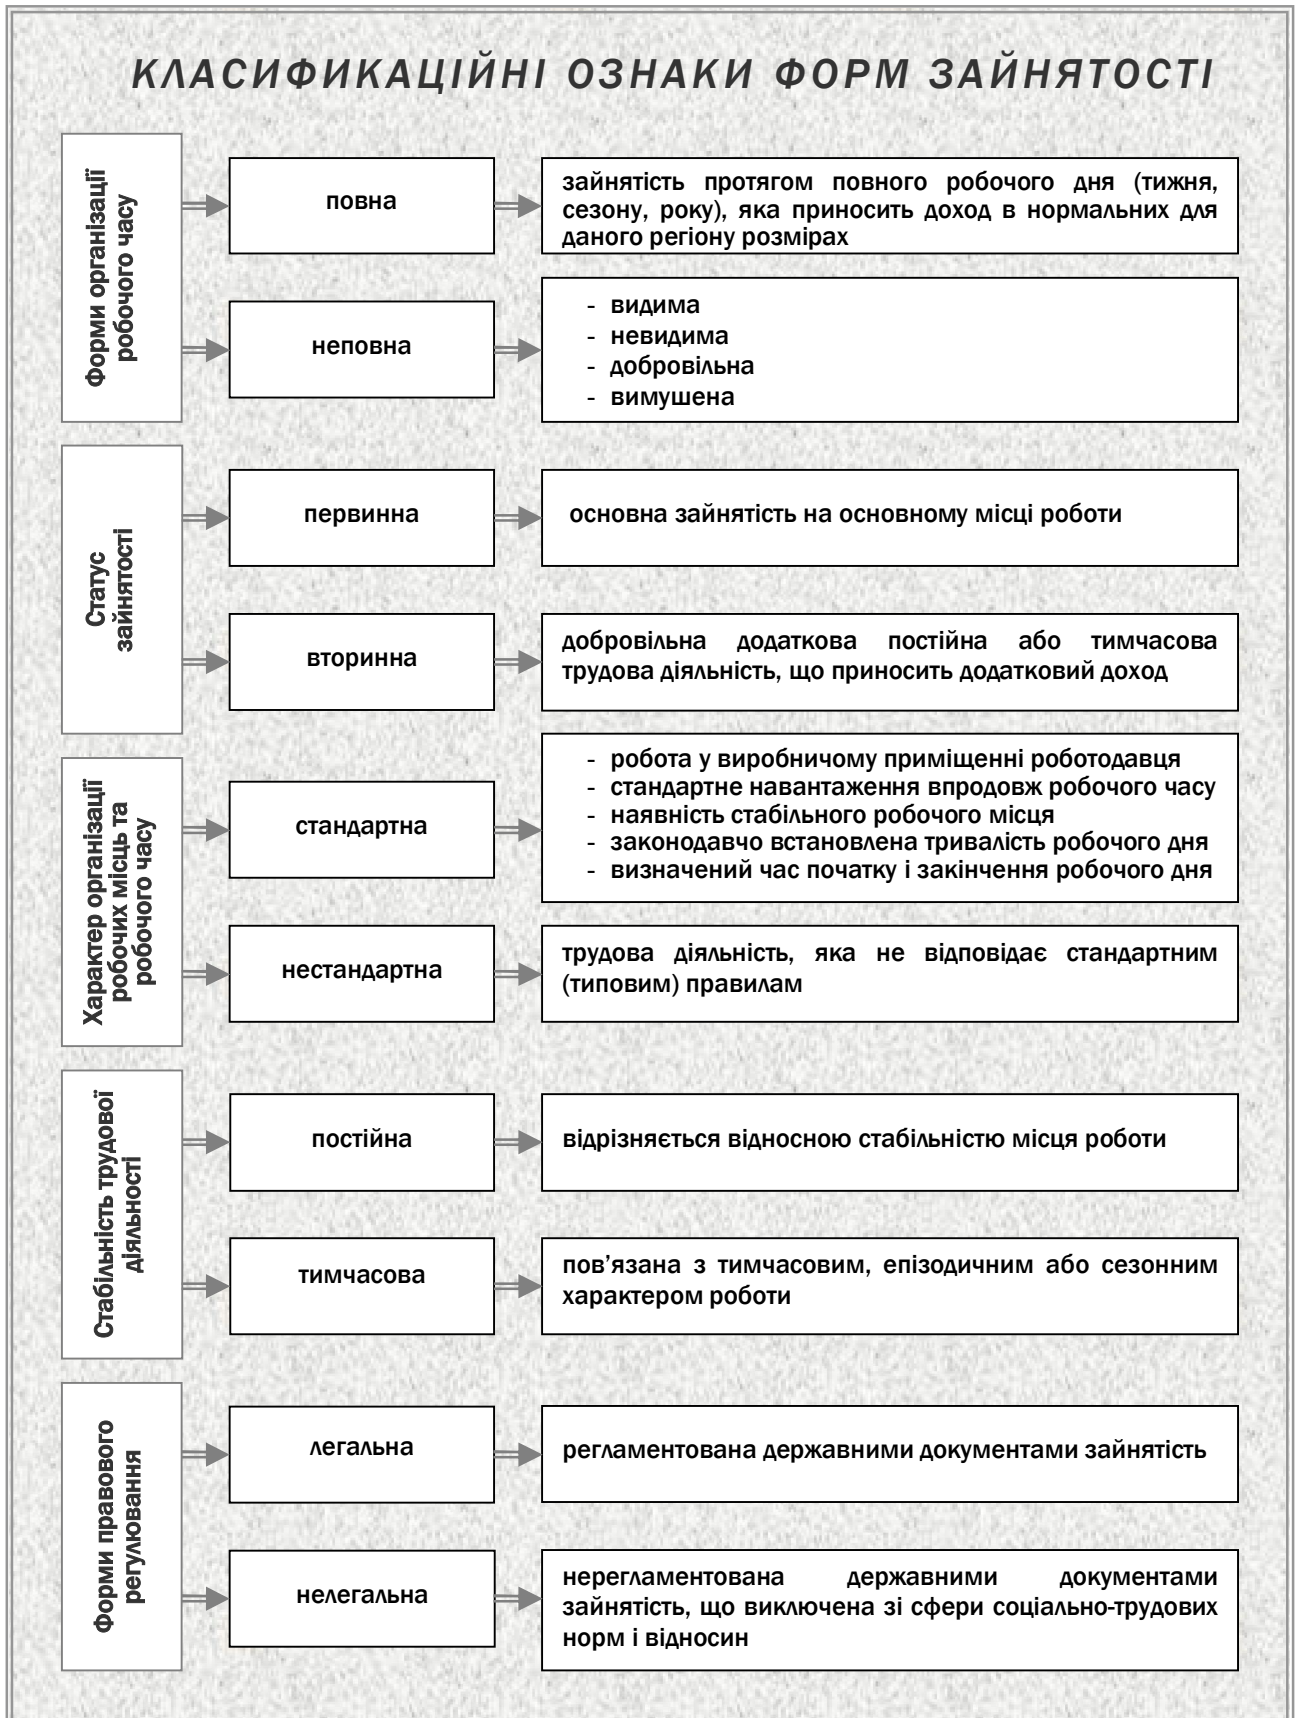 КЛАСИФИКАЦІЙНІ ОЗНАКИ ФОРМ ЗАЙНЯТОСТІ
Форми організації
робочого часу
повна
зайнятість протягом повного робочого дня (тижня,
сезону, року), яка приносить доход в нормальних для
даного регіону розмірах
неповна
- видима
- невидима
- добровільна
- вимушена
Статус
зайнятості
первинна
основна зайнятість на основному місці роботи
вторинна
добровільна додаткова постійна або тимчасова
трудова діяльність, що приносить додатковий доход
Характер організації
робочих місць та
робочого часу
стандартна
- робота у виробничому приміщенні роботодавця
- стандартне навантаження впродовж робочого часу
- наявність стабільного робочого місця
- законодавчо встановлена тривалість робочого дня
- визначений час початку і закінчення робочого дня
нестандартна
трудова діяльність, яка не відповідає стандартним
(типовим) правилам
Стабільність трудової
діяльності
постійна
відрізняється відносною стабільністю місця роботи
тимчасова
пов’язана з тимчасовим, епізодичним або сезонним
характером роботи
Форми правового
регулювання
легальна
регламентована державними документами зайнятість
нелегальна
нерегламентована державними документами
зайнятість, що виключена зі сфери соціально-трудових
норм і відносин